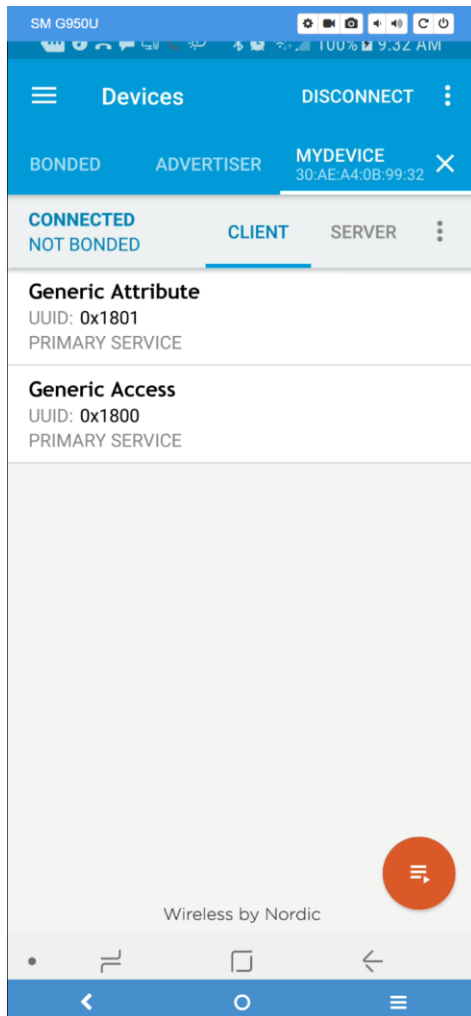 SM G950U
100% 9:32 AM
Devices
DISCONNECT
BONDED
ADVERTISER
MYDEVICE
30:AE:A4:0B:99:32
CONNECTED
NOT BONDED
CLIENT
SERVER
Generic Attribute
UUID: 0x1801
PRIMARY SERVICE
Generic Access
UUID: 0x1800
PRIMARY SERVICE
Wireless by Nordic